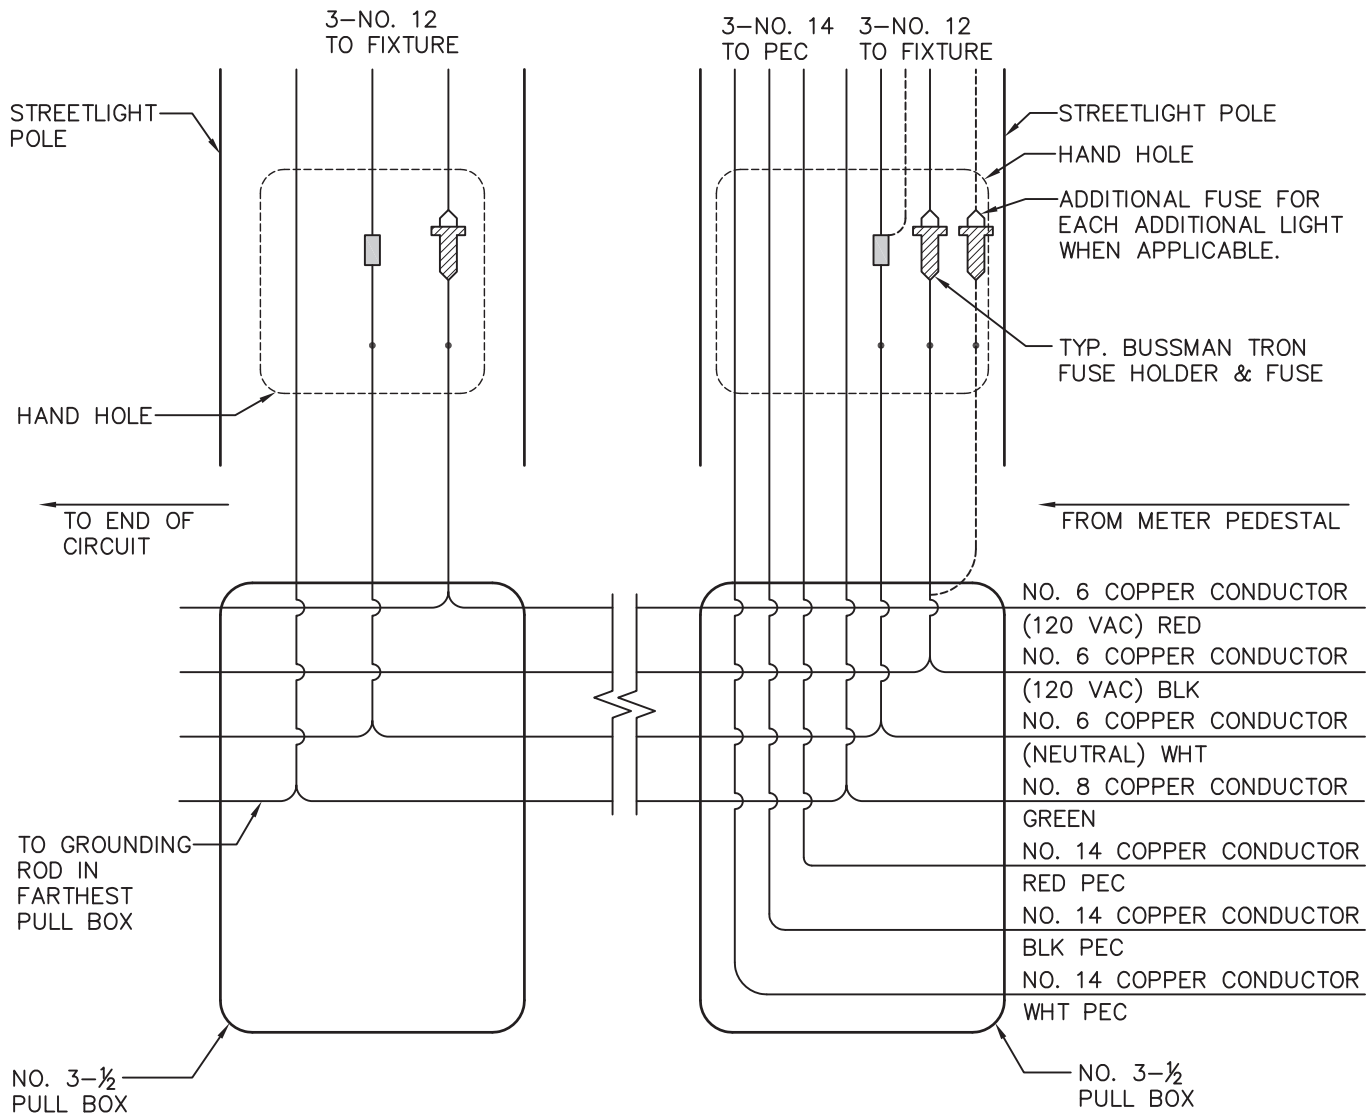 3-NO. 12
TO FIXTURE
3-NO. 14
TO PEC
3-NO. 12
TO FIXTURE
STREETLIGHT
POLE
STREETLIGHT POLE
HAND HOLE
ADDITIONAL FUSE FOR
EACH ADDITIONAL LIGHT
WHEN APPLICABLE.
TYP. BUSSMAN TRON
FUSE HOLDER & FUSE
HAND HOLE
TO END OF
CIRCUIT
FROM METER PEDESTAL
NO. 6 COPPER CONDUCTOR
(120 VAC) RED
NO. 6 COPPER CONDUCTOR
(120 VAC) BLK
NO. 6 COPPER CONDUCTOR
(NEUTRAL) WHT
NO. 8 COPPER CONDUCTOR
GREEN
NO. 14 COPPER CONDUCTOR
RED PEC
NO. 14 COPPER CONDUCTOR
BLK PEC
NO. 14 COPPER CONDUCTOR
WHT PEC
TO GROUNDING
ROD IN
FARTHEST
PULL BOX
NO. 3-½
PULL BOX
NO. 3-½
PULL BOX